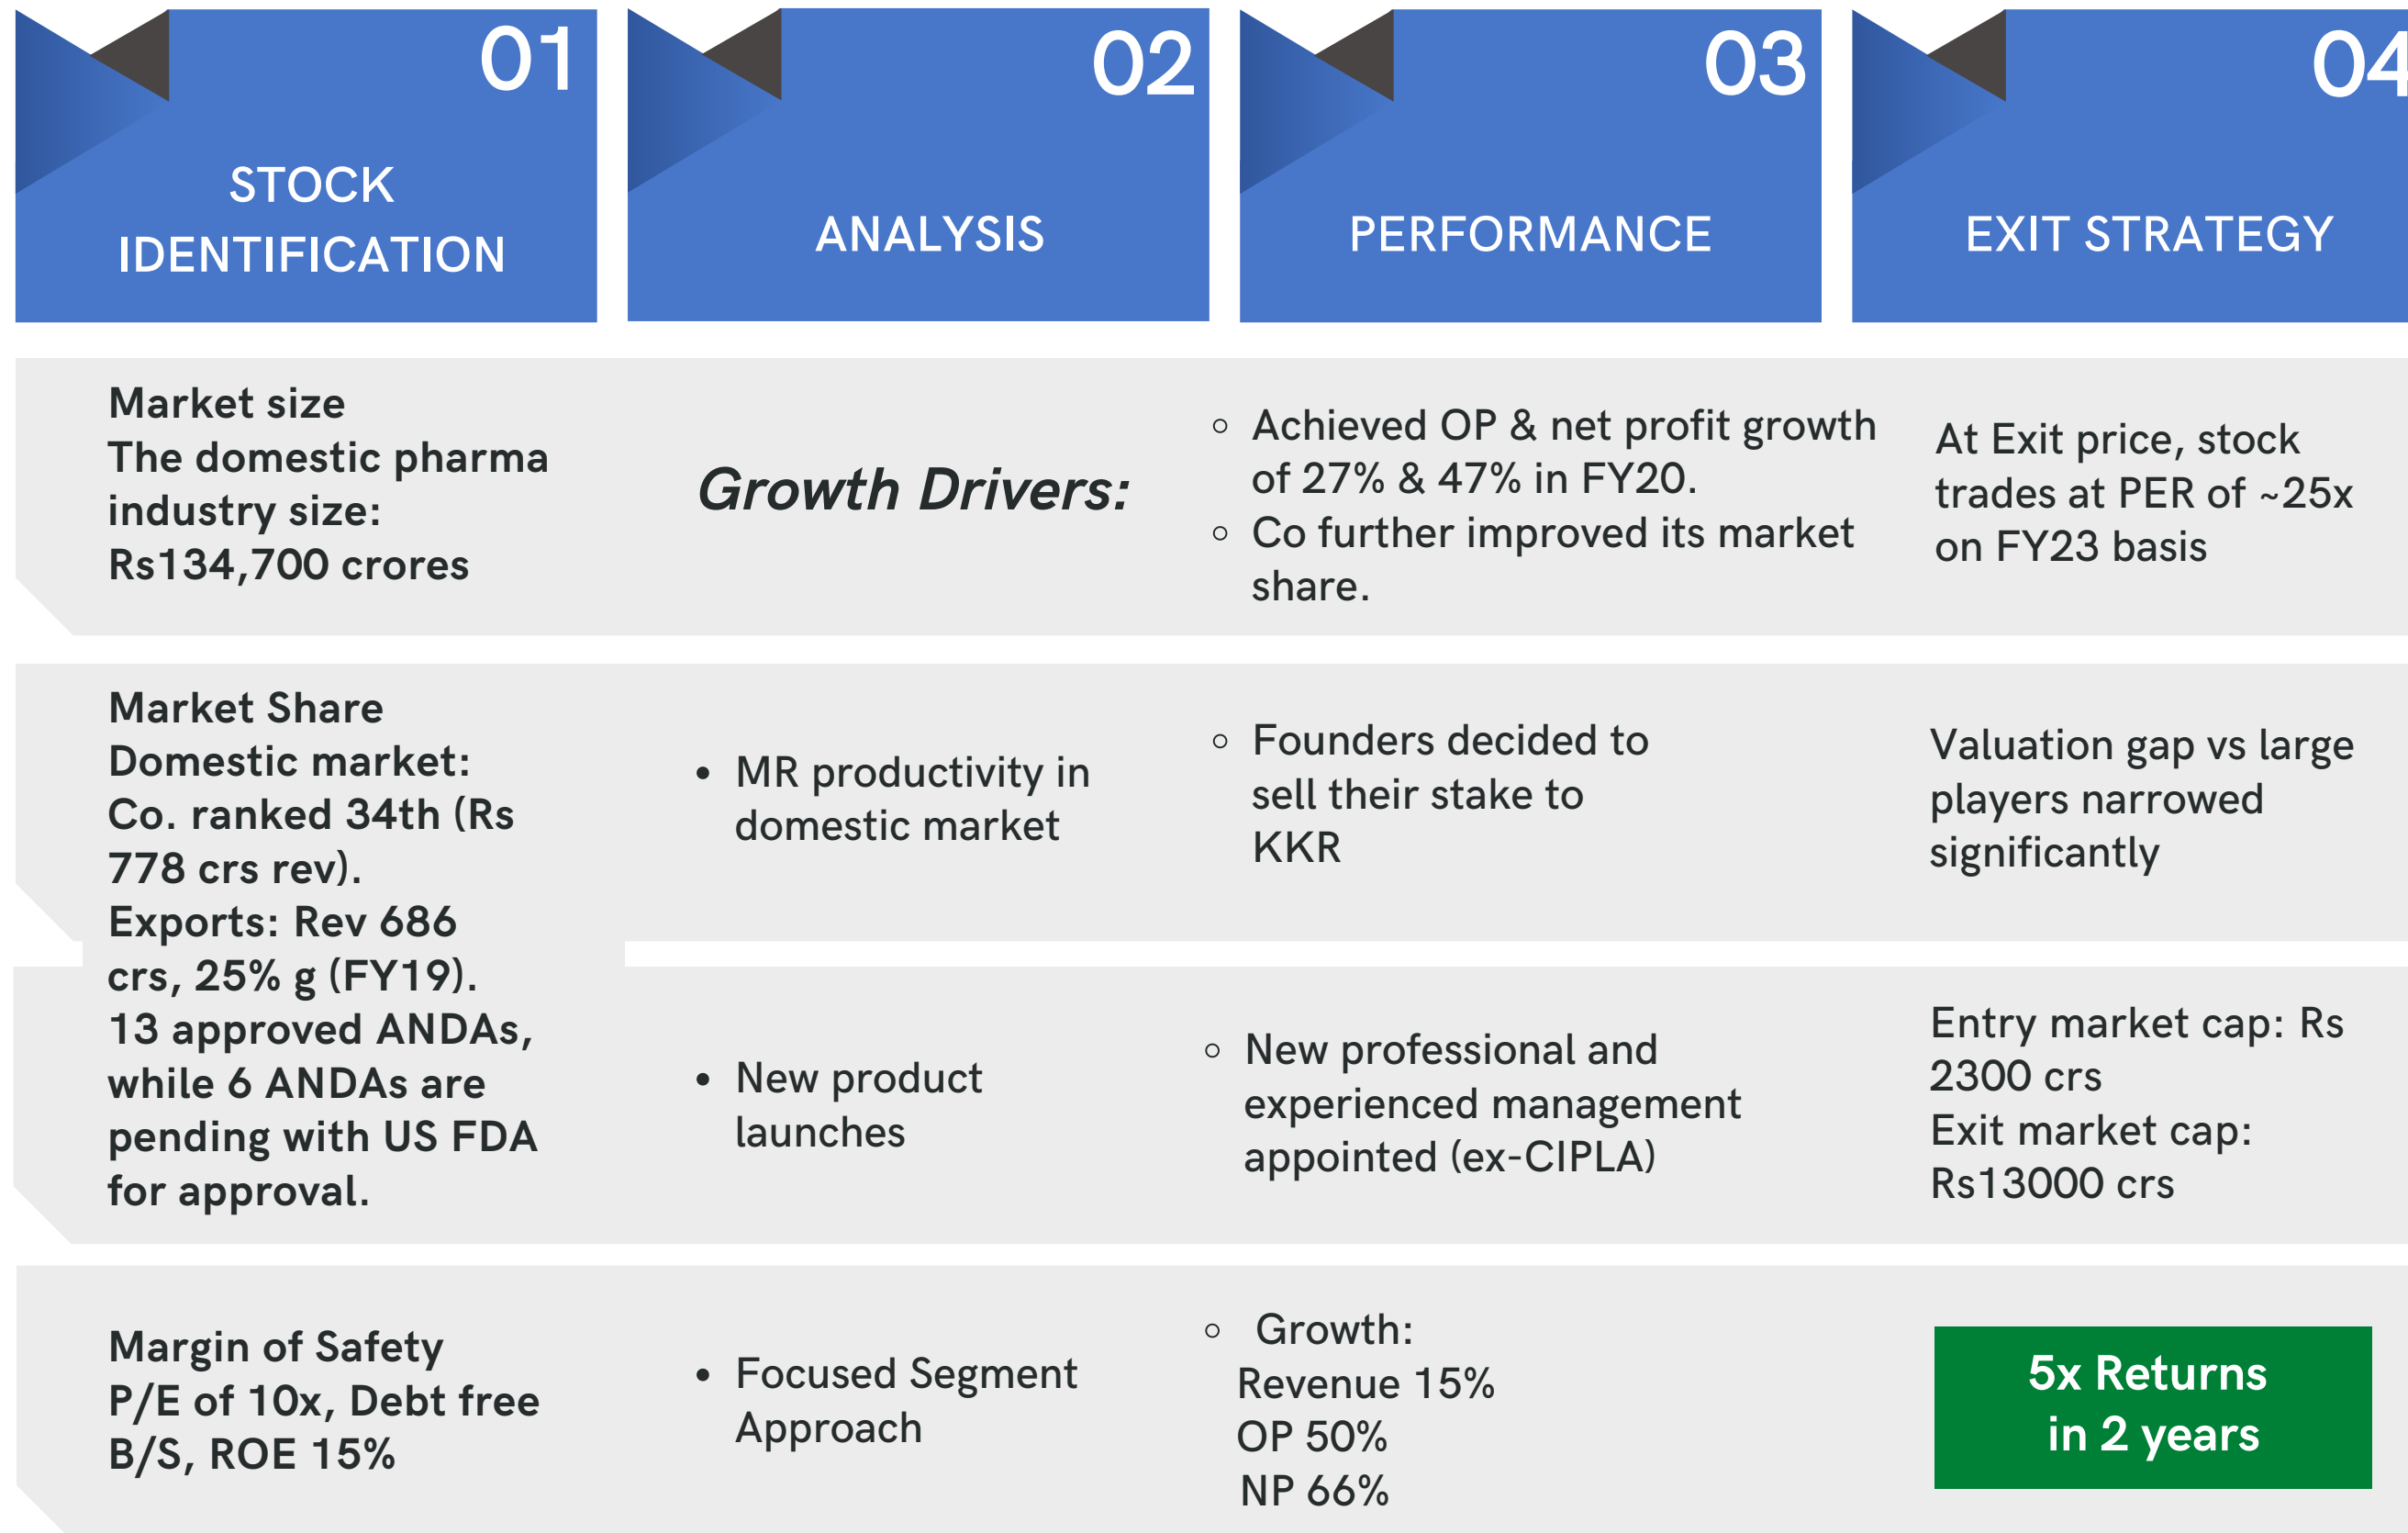 01
STOCK
IDENTIFICATION
02
ANALYSIS
03
PERFORMANCE
04
EXIT STRATEGY
Market size
The domestic pharma
industry size:
Rs134,700 crores
Growth Drivers:
Achieved OP & net profit growth
of 27% & 47% in FY20.
Co further improved its market
share.
At Exit price, stock
trades at PER of ~25x
on FY23 basis
Market Share
Domestic market:
Co. ranked 34th (Rs
778 crs rev).
Exports: Rev 686
crs, 25% g (FY19).
13 approved ANDAs,
while 6 ANDAs are
pending with US FDA
for approval.
• MR productivity in
domestic market
Founders decided to
sell their stake to
KKR
Valuation gap vs large
players narrowed
significantly
• New product
launches
New professional and
experienced management
appointed (ex-CIPLA)
Entry market cap: Rs
2300 crs
Exit market cap:
Rs13000 crs
Margin of Safety
P/E of 10x, Debt free
B/S, ROE 15%
• Focused Segment
Approach
Growth:
Revenue 15%
OP 50%
NP 66%
5x Returns
in 2 years